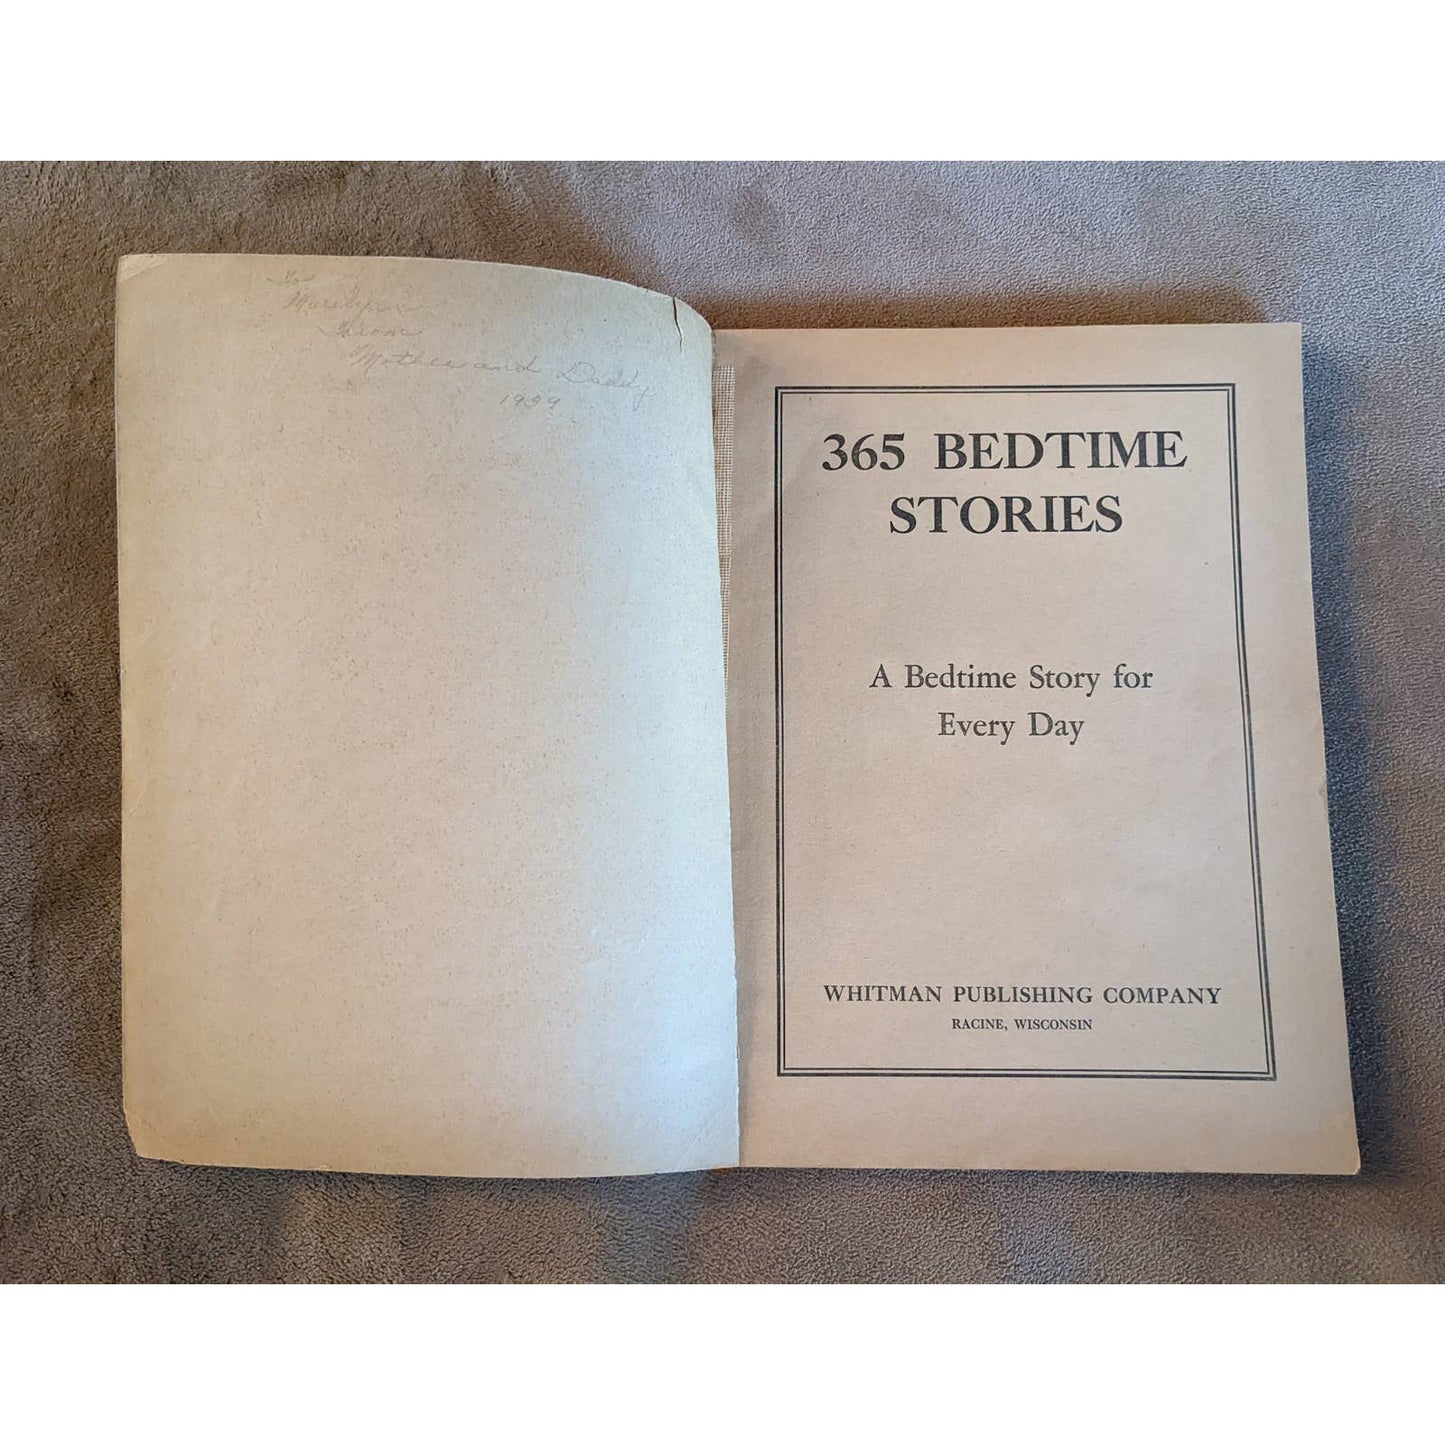 To
Marilyn
From
Mother and Daddy
1939
365 BEDTIME
STORIES
A Bedtime Story for
Every Day
WHITMAN PUBLISHING COMPANY
RACINE, WISCONSIN